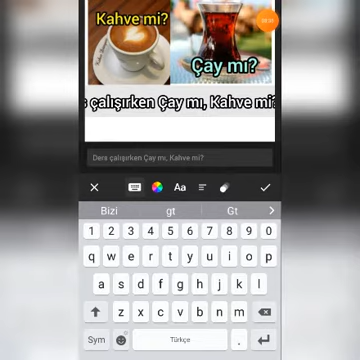 Kahve mi?
Çay mı?
ş çalışırken Çay mı, Kahve mi?
Ders çalışırken Çay mı, Kahve mi?
Aa
Bizi gt Gt
1 2 3 4 5 6 7 8 9 0
q w e r t y u i o p
a s d f g h j k l
z x c v b n m
Sym Türkçe .